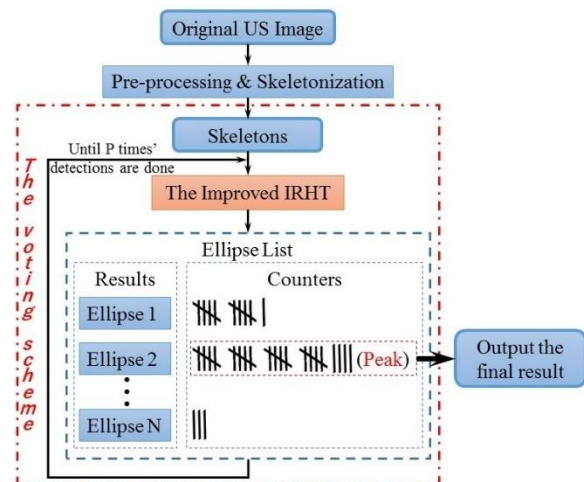 Original US Image
Pre-processing & Skeletonization
Skeletons
Until P times'
detections are done
The voting scheme
The Improved IRHT
Ellipse List
Results
Counters
Ellipse 1
Ellipse 2
(Peak)
Output the
final result
Ellipse N